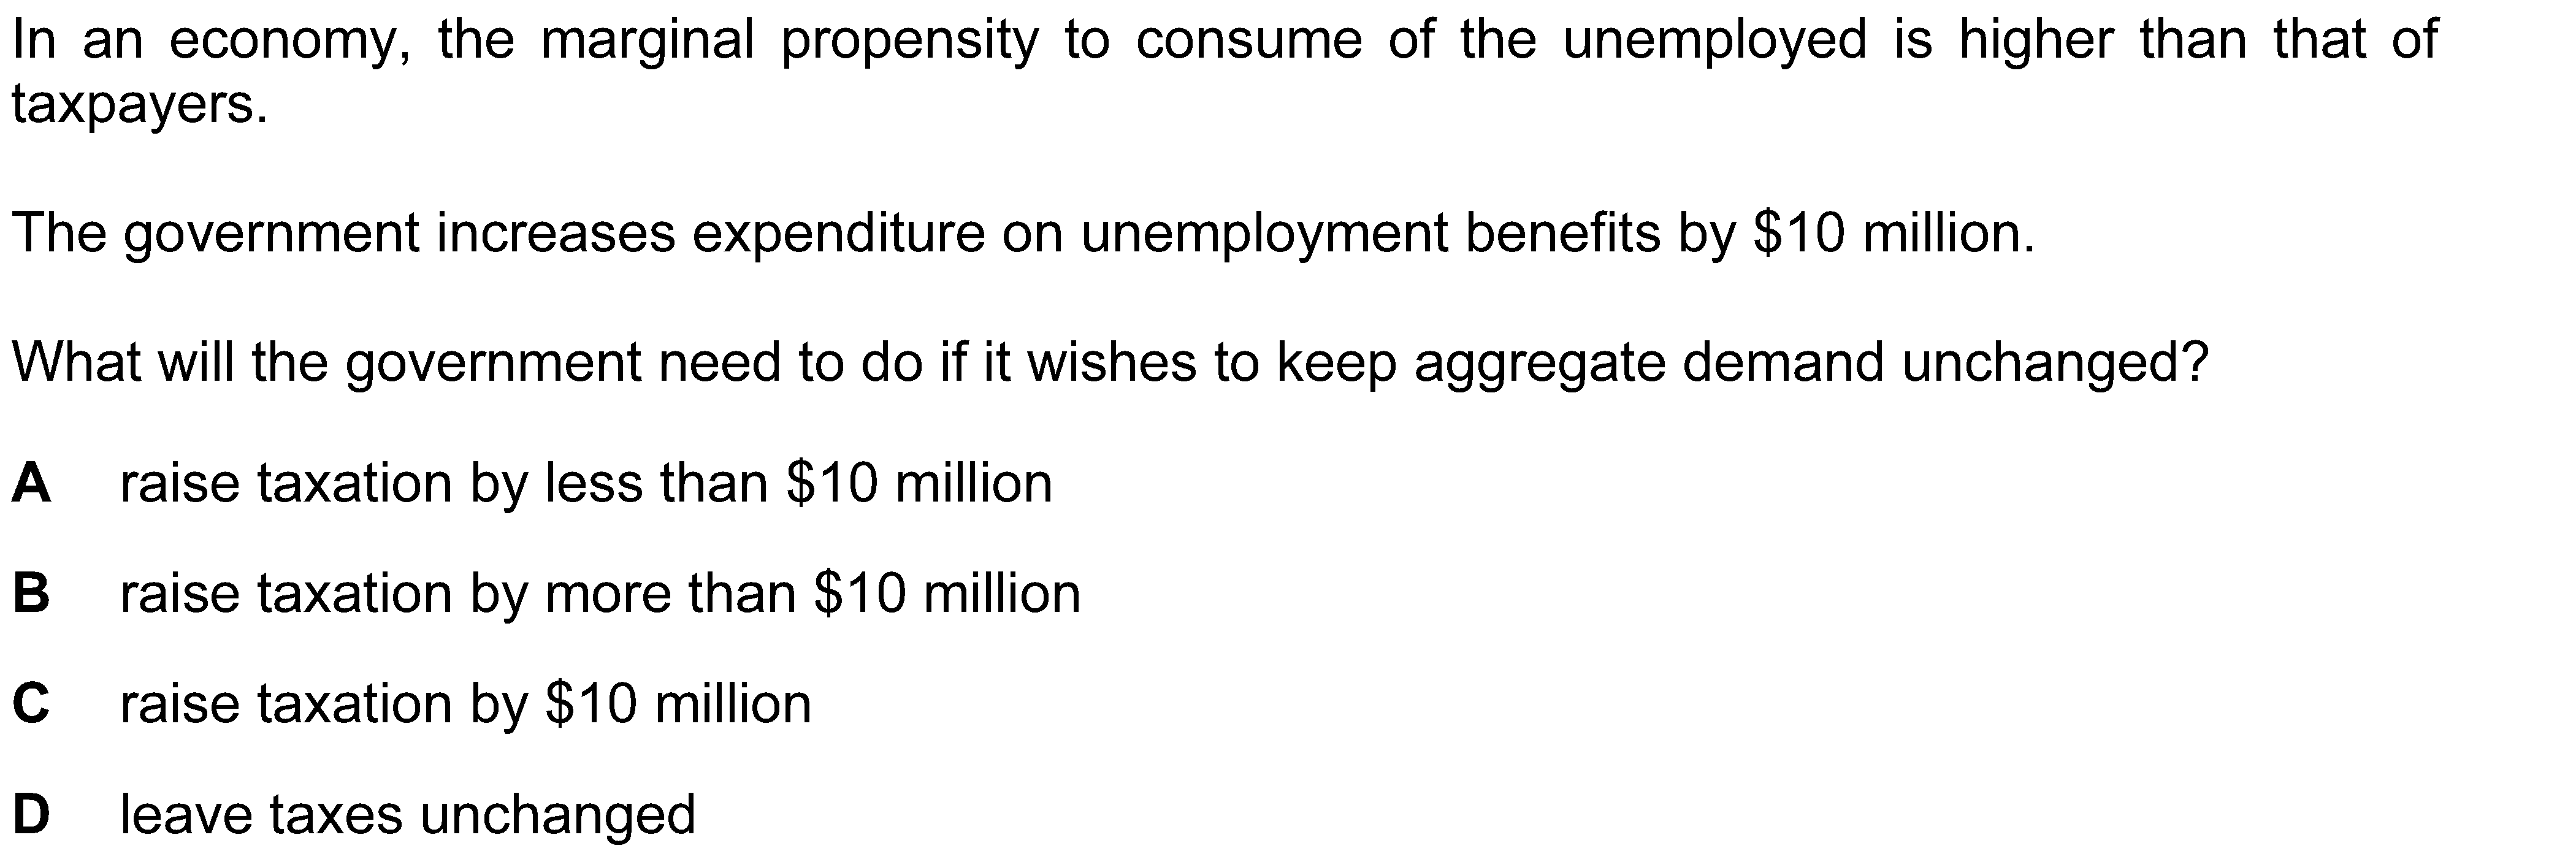 In an economy, the marginal propensity to consume of the unemployed is higher than that of
taxpayers.
The government increases expenditure on unemployment benefits by $10 million.
What will the government need to do if it wishes to keep aggregate demand unchanged?
A raise taxation by less than $10 million
B raise taxation by more than $10 million
C raise taxation by $10 million
D leave taxes unchanged